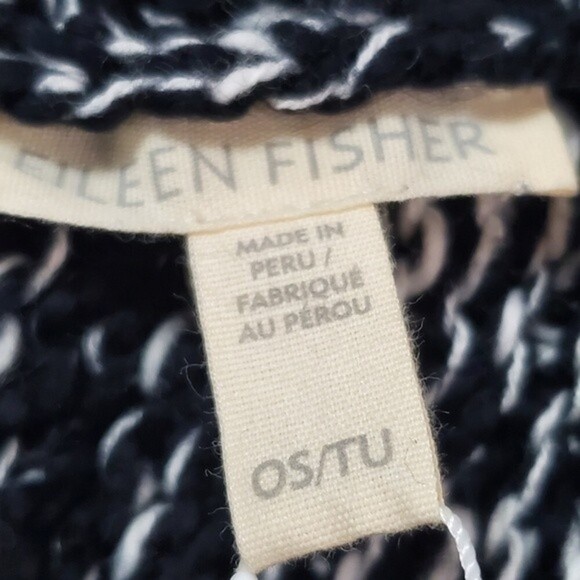 EILEEN FISHER
MADE IN
PERU /
FABRIQUÉ
AU PÉROU
OS/TU